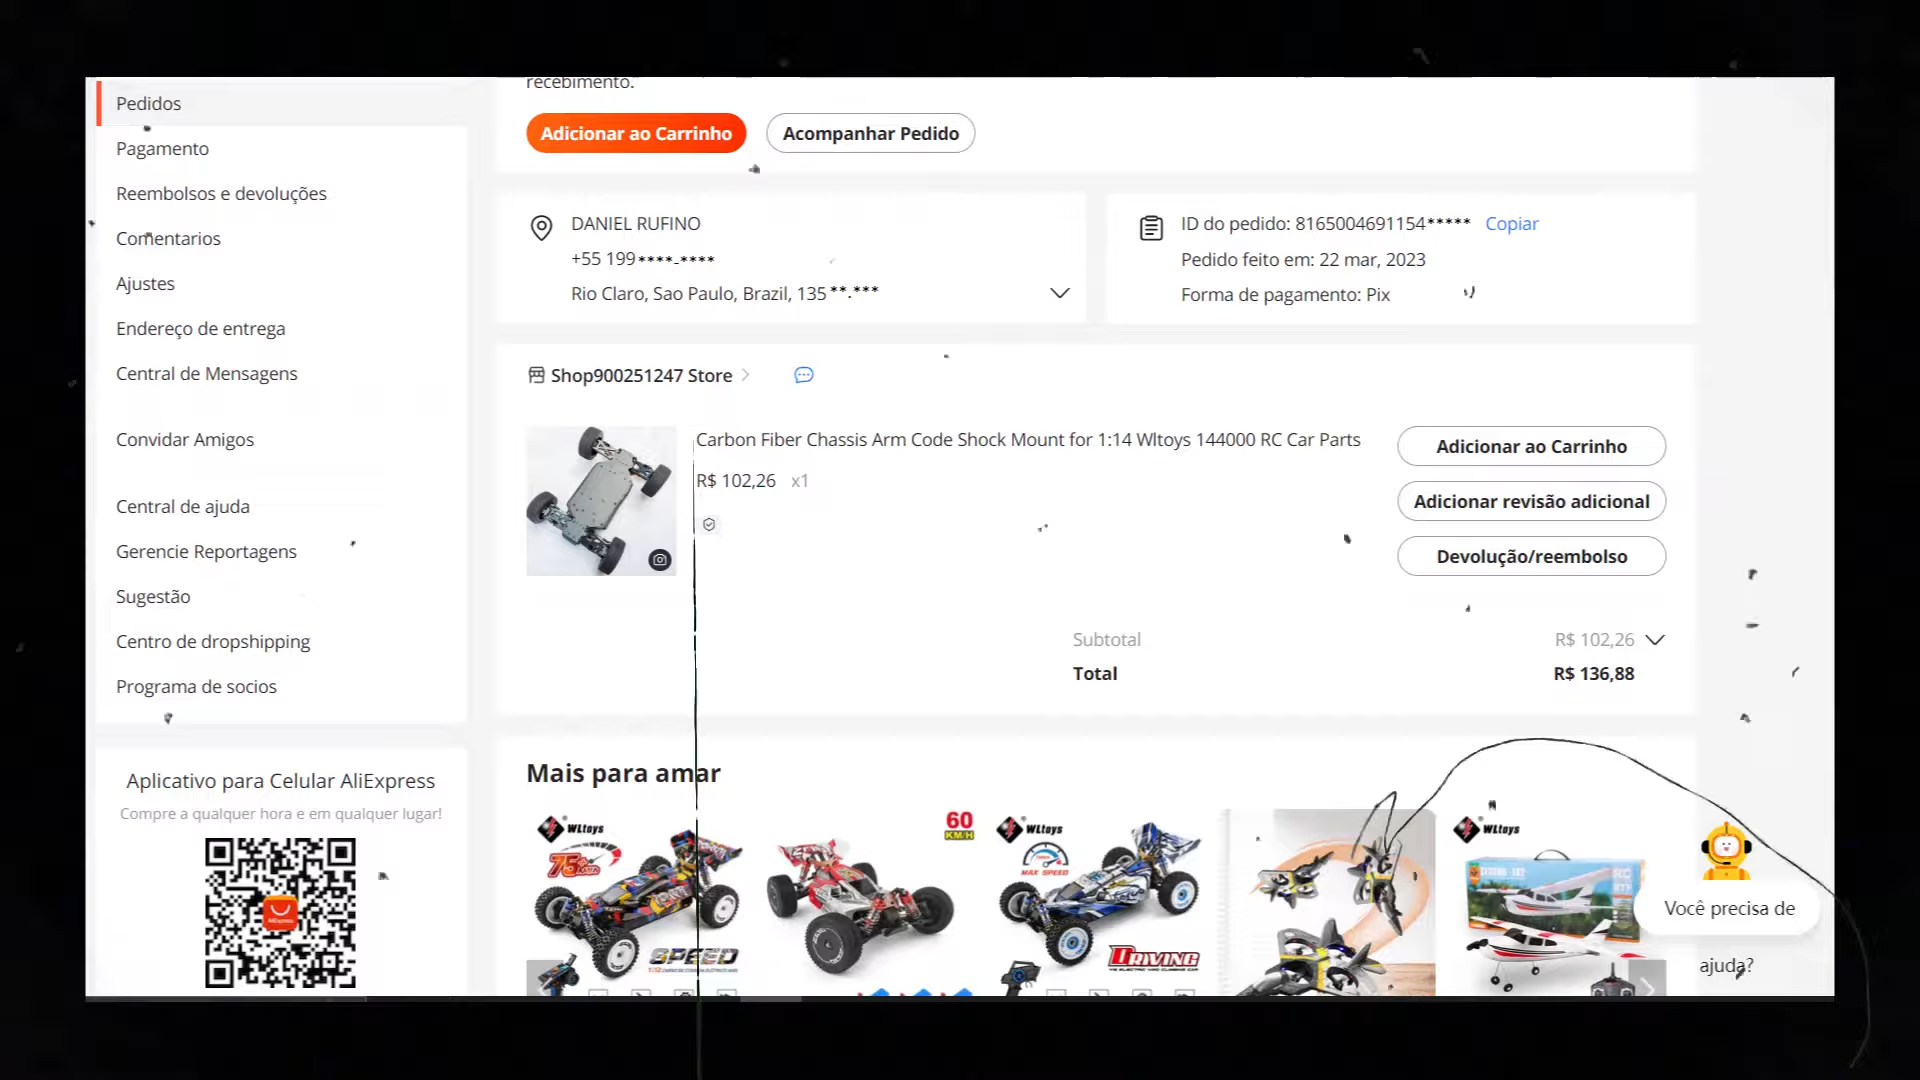 Pedidos
Pagamento
Reembolsos e devoluções
Comentarios
Ajustes
Endereço de entrega
Central de Mensagens
Convidar Amigos
Central de ajuda
Gerencie Reportagens
Sugestão
Centro de dropshipping
Programa de socios
Aplicativo para Celular AliExpress
Compre a qualquer hora e em qualquer lugar!
AliExpress
recebimento.
Adicionar ao Carrinho
Acompanhar Pedido
DANIEL RUFINO
+55 199****-****
Rio Claro, Sao Paulo, Brazil, 135**.***
ID do pedido: 8165004691154***** Copiar
Pedido feito em: 22 mar, 2023
Forma de pagamento: Pix
Shop900251247 Store
Carbon Fiber Chassis Arm Code Shock Mount for 1:14 Wltoys 144000 RC Car Parts
R$ 102,26 x1
Adicionar ao Carrinho
Adicionar revisão adicional
Devolução/reembolso
Subtotal R$ 102,26
Total R$ 136,88
Mais para amar
WLtoys
SPEED
60
KM/H
WLtoys
MAX SPEED
DRIVING
WLtoys
Você precisa de
ajuda?